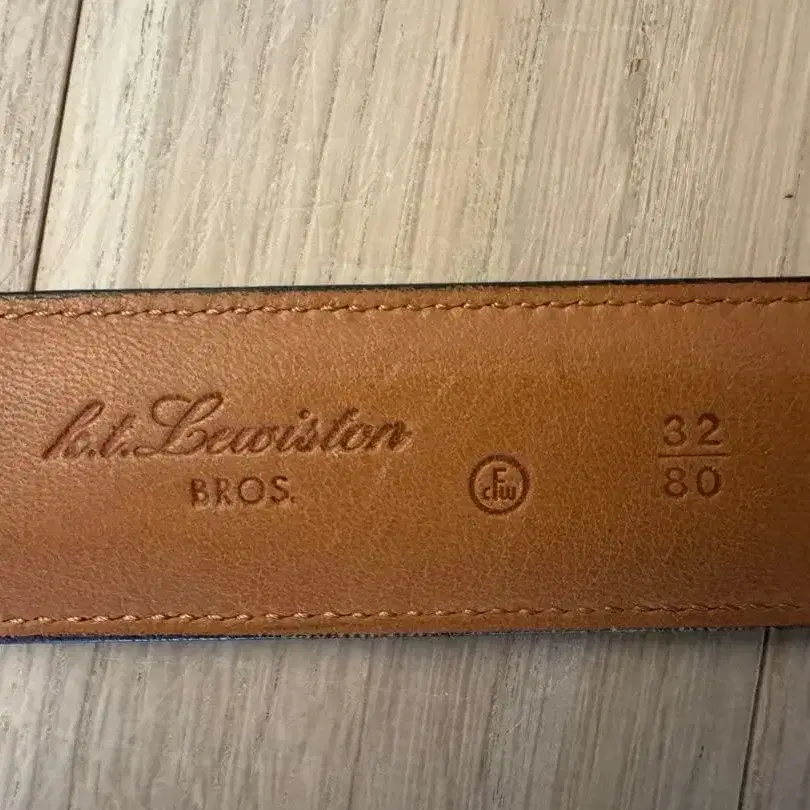 h.t. Lewiston
BROS.
cFw
32
80